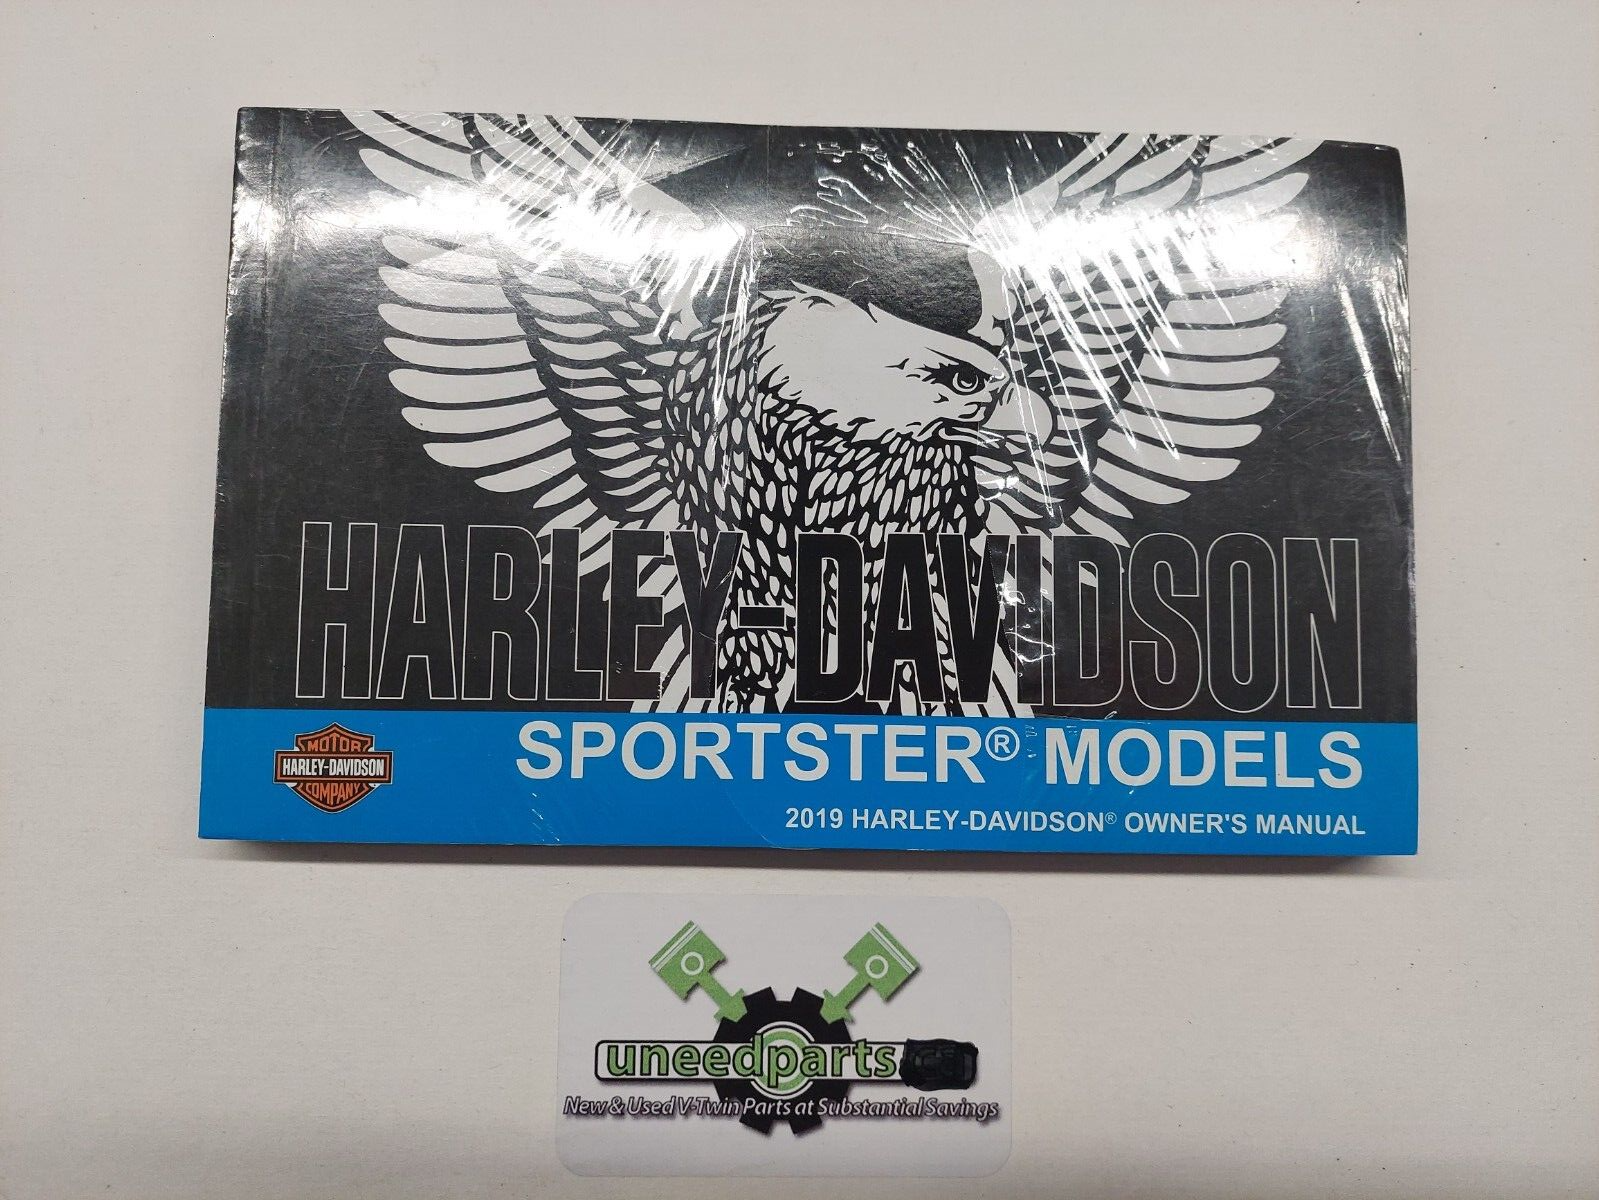 HARLEY-DAVIDSON
SPORTSTER® MODELS
MOTOR
HARLEY-DAVIDSON
COMPANY
2019 HARLEY-DAVIDSON® OWNER'S MANUAL
uneedparts
New & Used V-Twin Parts at Substantial Savings